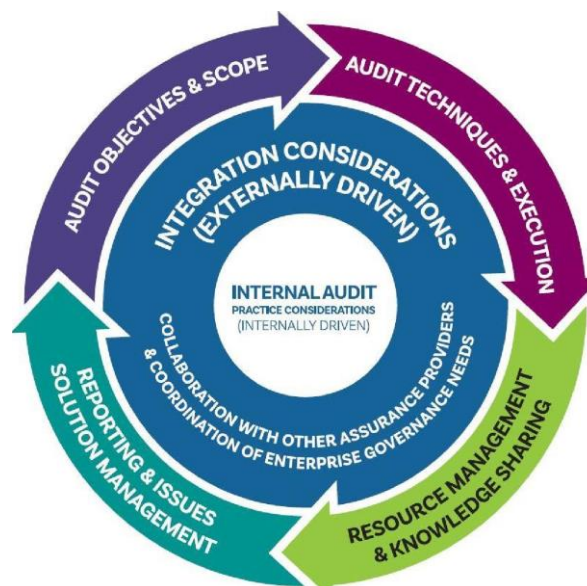 AUDIT OBJECTIVES & SCOPE
AUDIT TECHNIQUES & EXECUTION
RESOURCE MANAGEMENT
& KNOWLEDGE SHARING
REPORTING & ISSUES
SOLUTION MANAGEMENT
INTEGRATION CONSIDERATIONS
(EXTERNALLY DRIVEN)
INTERNAL AUDIT
PRACTICE CONSIDERATIONS
(INTERNALLY DRIVEN)
COLLABORATION WITH OTHER ASSURANCE PROVIDERS
& COORDINATION OF ENTERPRISE GOVERNANCE NEEDS